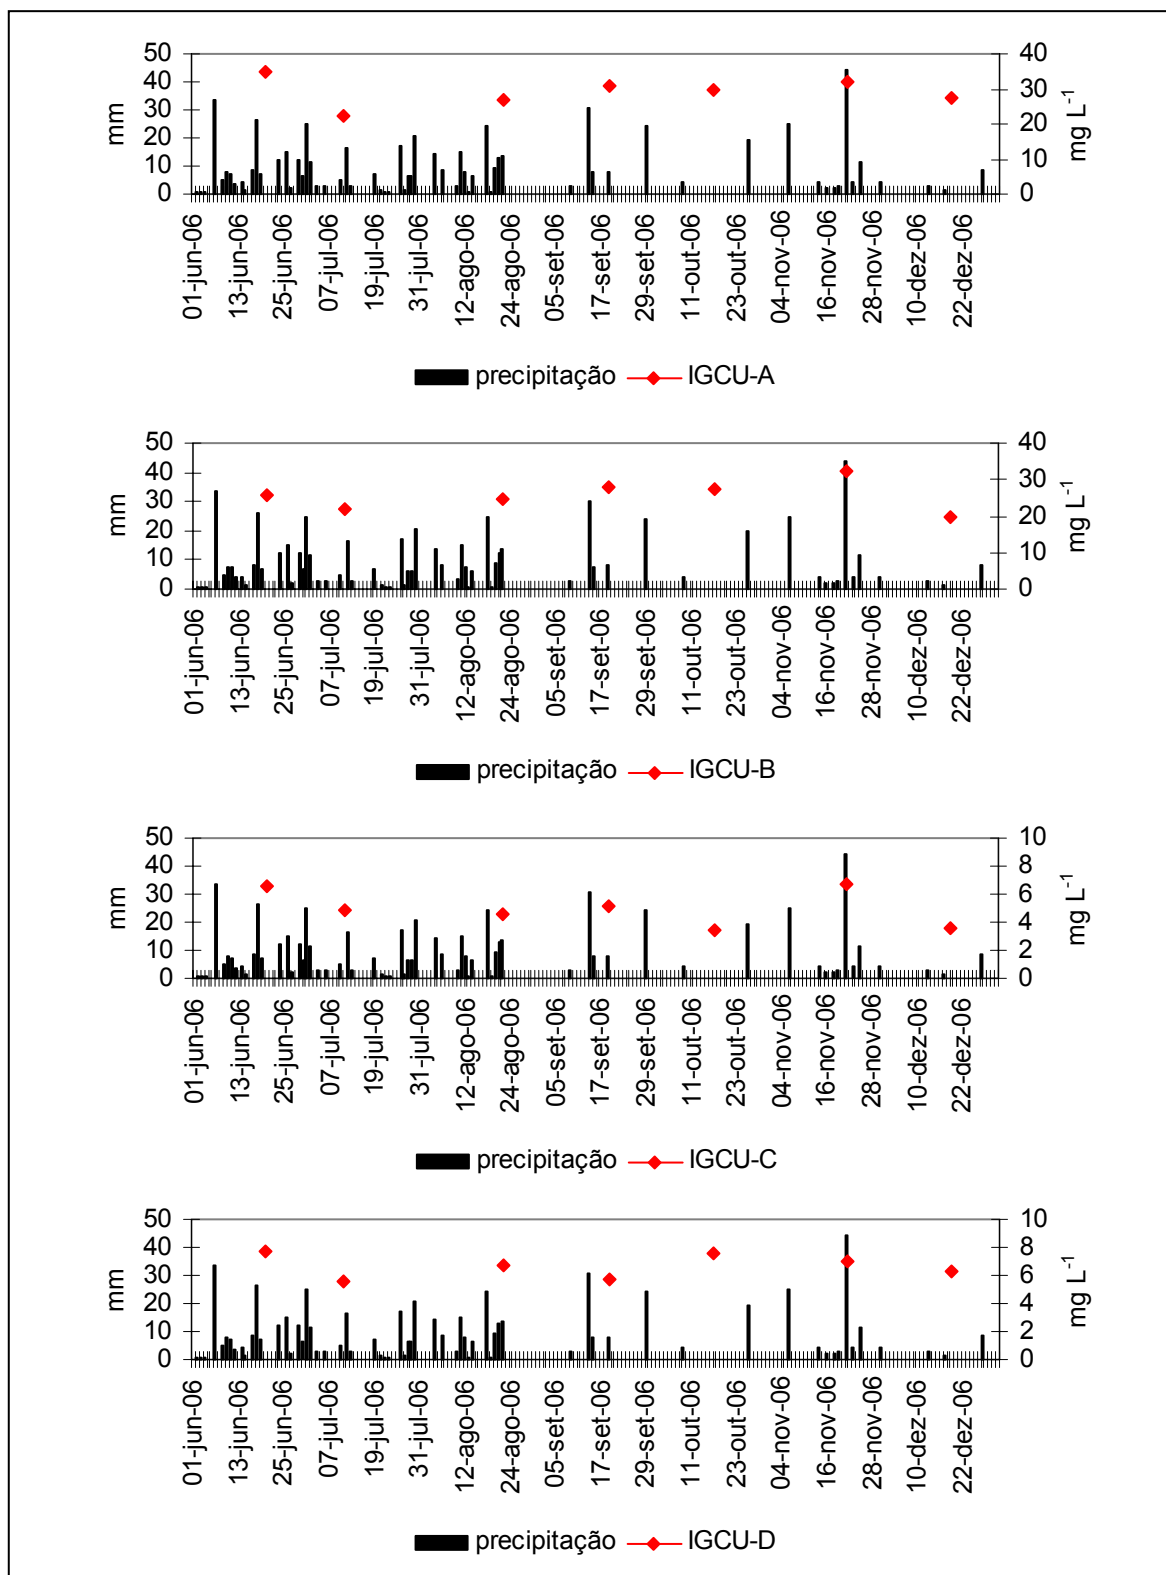 50
40
30
20
10
0
mm
40
30
20
10
0
mg L⁻¹
01-jun-06
13-jun-06
25-jun-06
07-jul-06
19-jul-06
31-jul-06
12-ago-06
24-ago-06
05-set-06
17-set-06
29-set-06
11-out-06
23-out-06
04-nov-06
16-nov-06
28-nov-06
10-dez-06
22-dez-06
precipitação IGCU-A
50
40
30
20
10
0
mm
40
30
20
10
0
mg L⁻¹
01-jun-06
13-jun-06
25-jun-06
07-jul-06
19-jul-06
31-jul-06
12-ago-06
24-ago-06
05-set-06
17-set-06
29-set-06
11-out-06
23-out-06
04-nov-06
16-nov-06
28-nov-06
10-dez-06
22-dez-06
precipitação IGCU-B
50
40
30
20
10
0
mm
10
8
6
4
2
0
mg L⁻¹
01-jun-06
13-jun-06
25-jun-06
07-jul-06
19-jul-06
31-jul-06
12-ago-06
24-ago-06
05-set-06
17-set-06
29-set-06
11-out-06
23-out-06
04-nov-06
16-nov-06
28-nov-06
10-dez-06
22-dez-06
precipitação IGCU-C
50
40
30
20
10
0
mm
10
8
6
4
2
0
mg L⁻¹
01-jun-06
13-jun-06
25-jun-06
07-jul-06
19-jul-06
31-jul-06
12-ago-06
24-ago-06
05-set-06
17-set-06
29-set-06
11-out-06
23-out-06
04-nov-06
16-nov-06
28-nov-06
10-dez-06
22-dez-06
precipitação IGCU-D